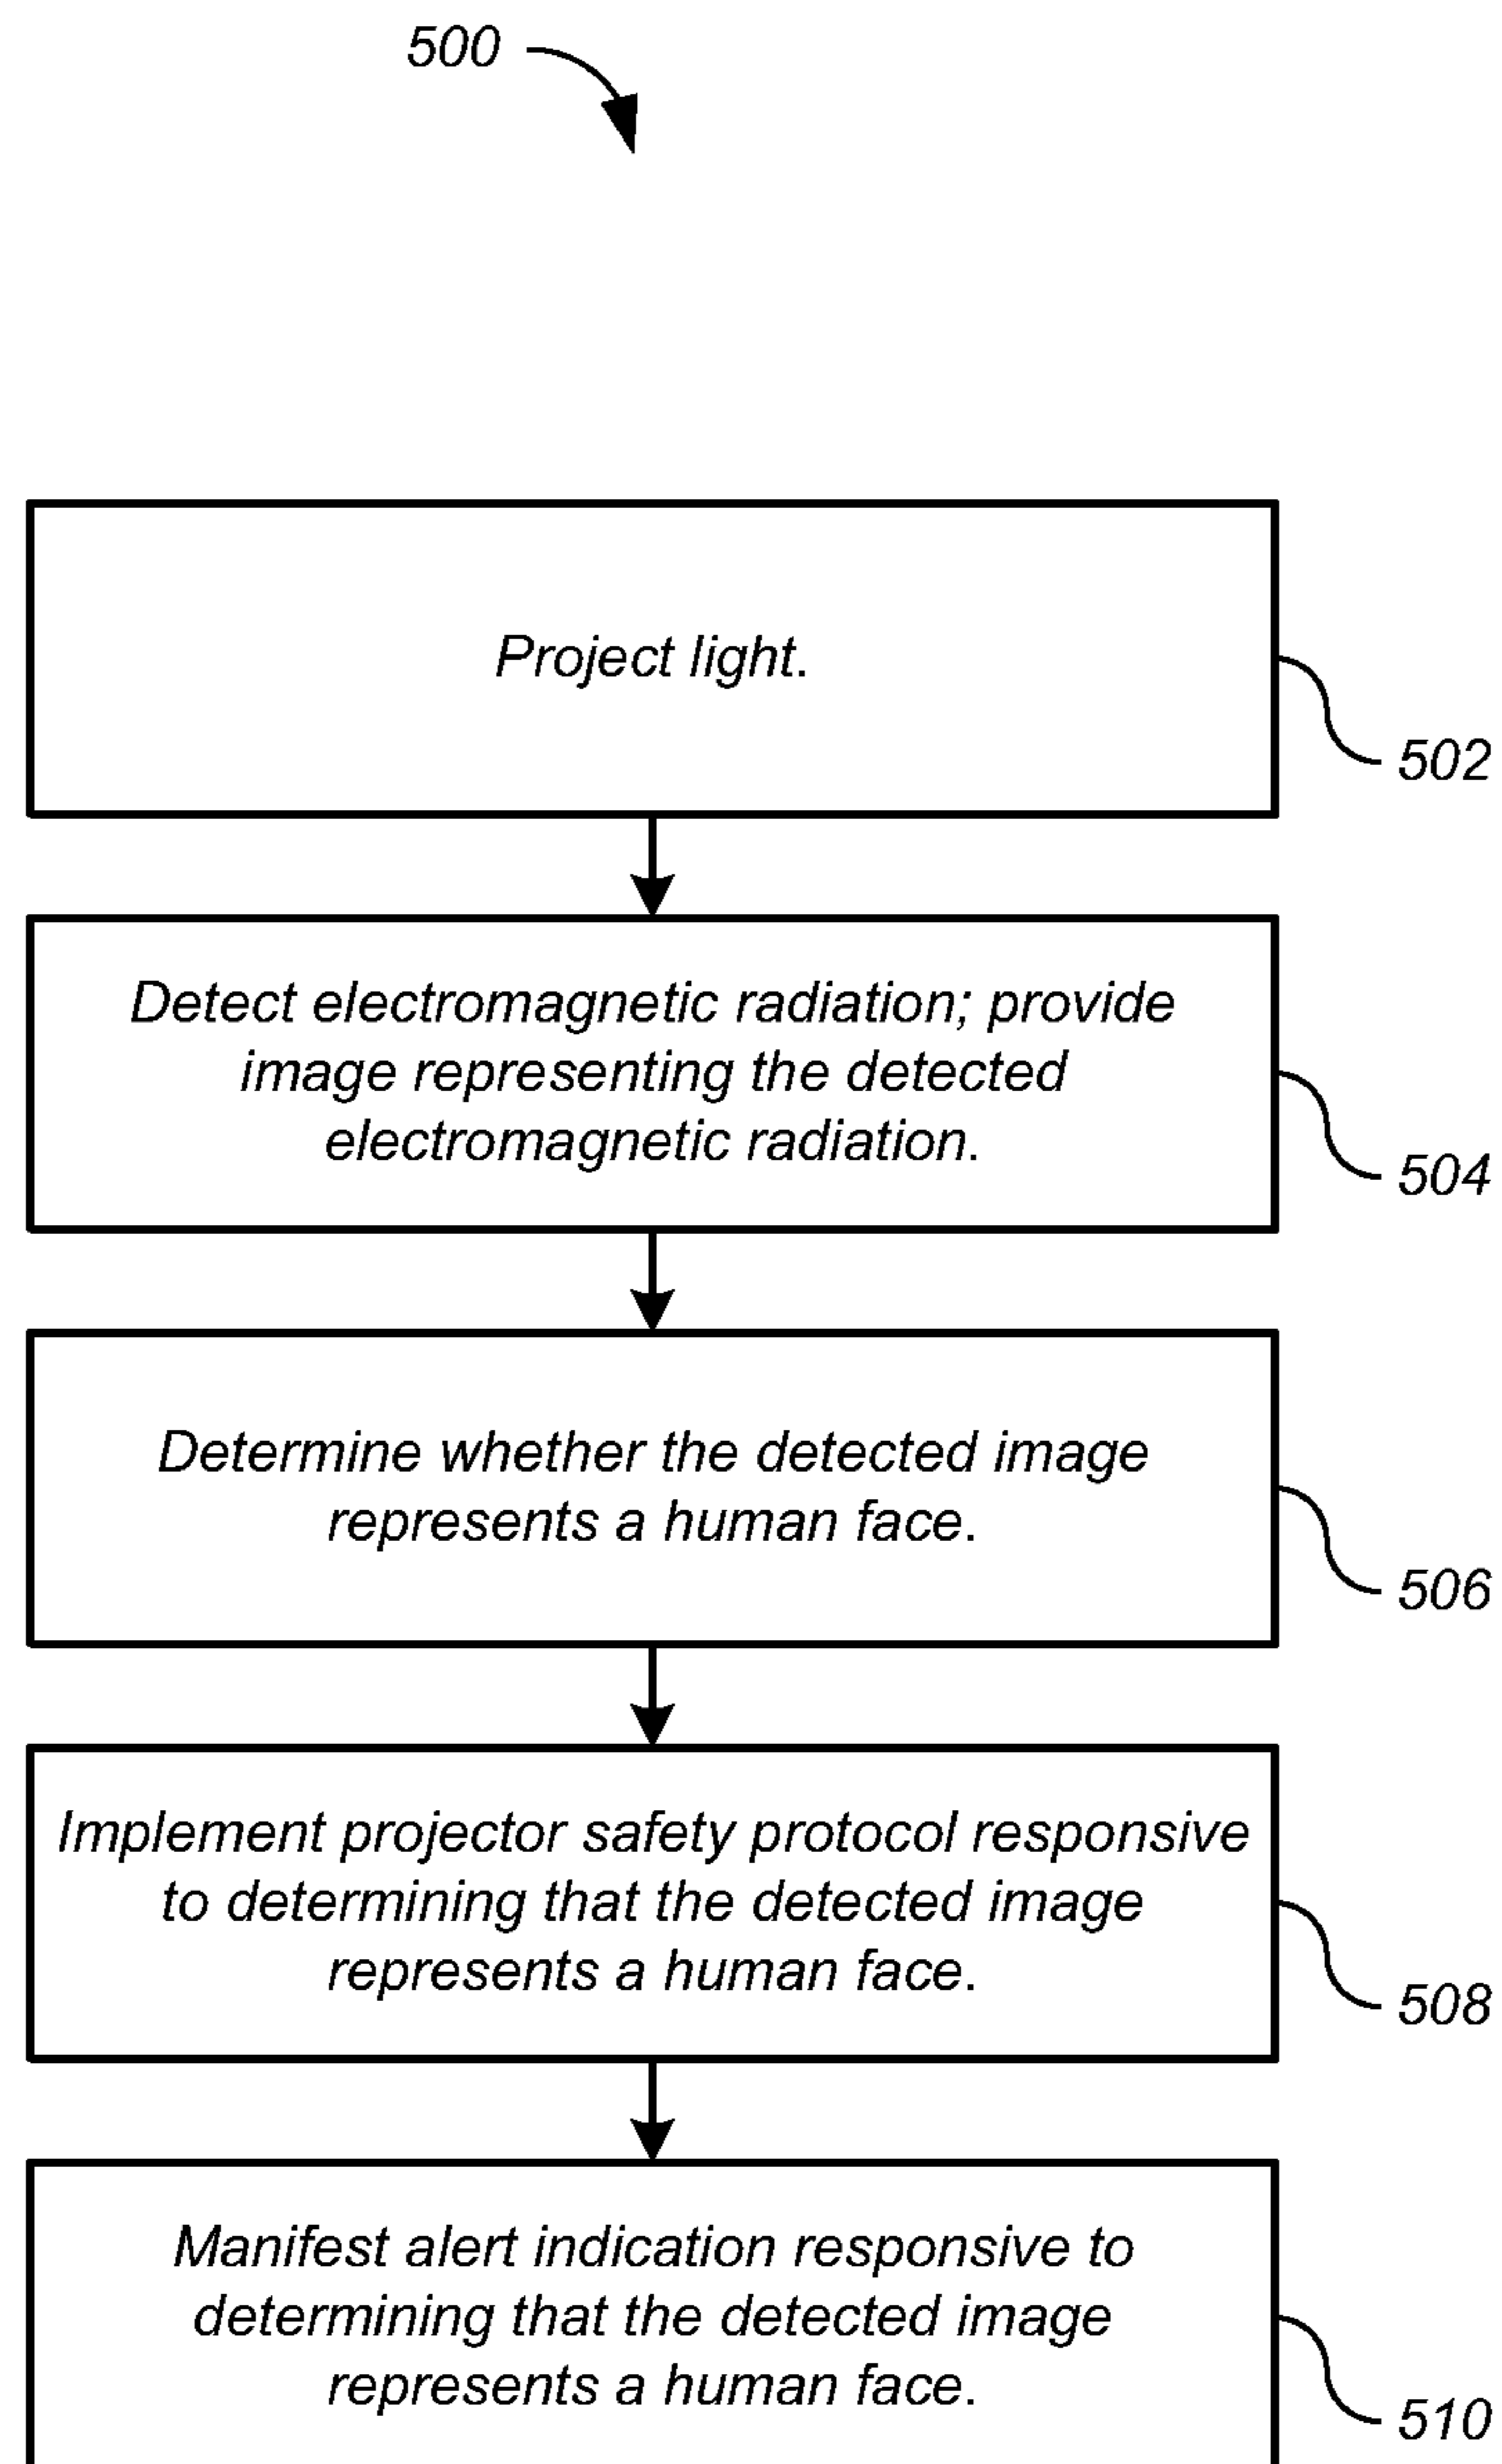 500
Project light.
502
Detect electromagnetic radiation; provide
image representing the detected
electromagnetic radiation.
504
Determine whether the detected image
represents a human face.
506
Implement projector safety protocol responsive
to determining that the detected image
represents a human face.
508
Manifest alert indication responsive to
determining that the detected image
represents a human face.
510